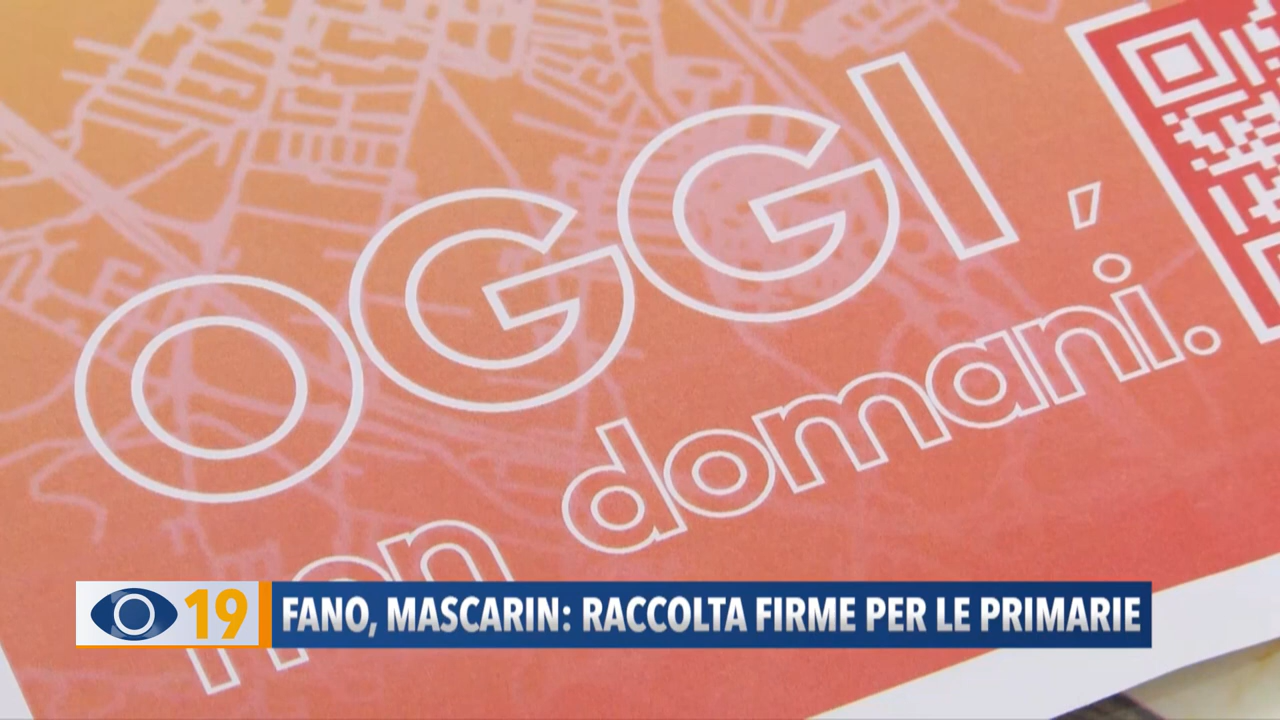 OGGI,
non domani.
19 FANO, MASCARIN: RACCOLTA FIRME PER LE PRIMARIE